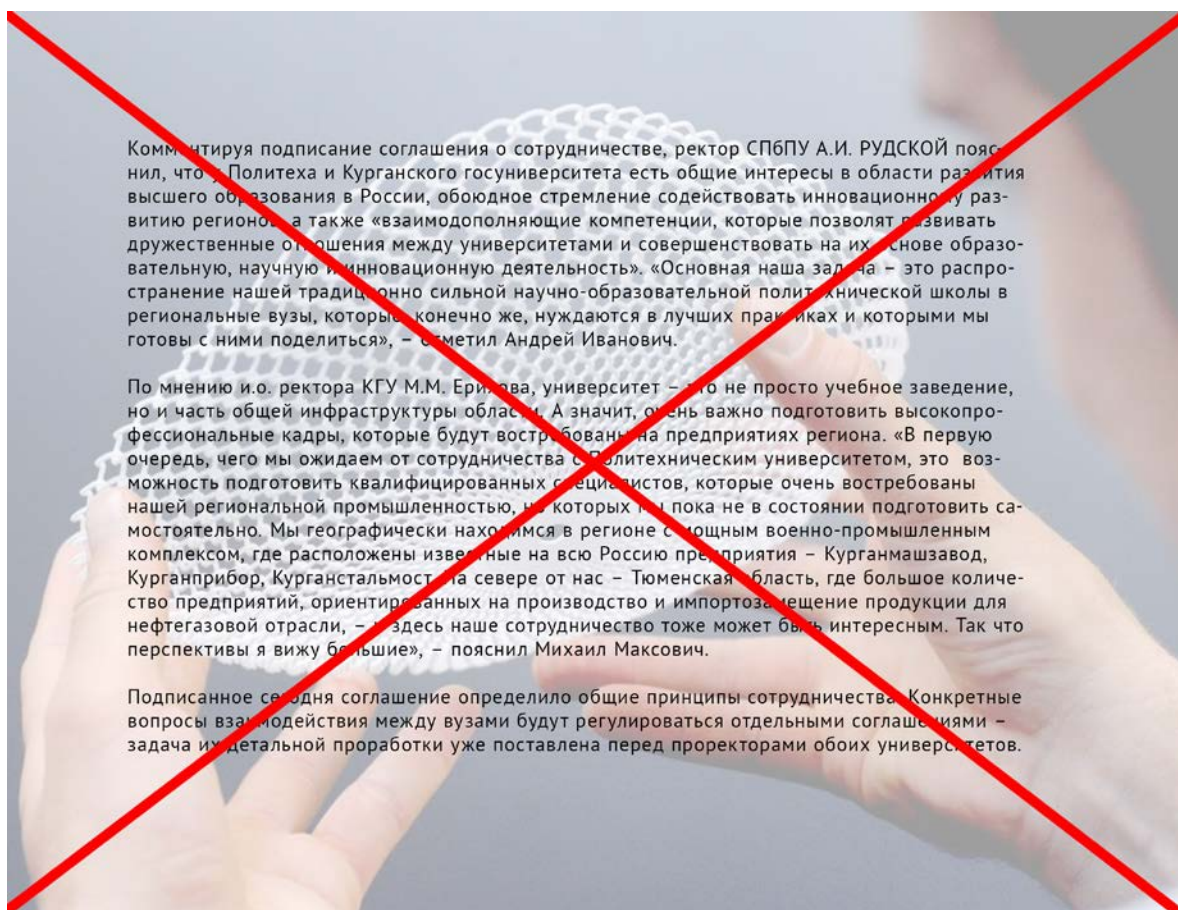 Комментируя подписание соглашения о сотрудничестве, ректор СПбПУ А.И. РУДСКОЙ пояс-
нил, что у Политеха и Курганского госуниверситета есть общие интересы в области развития
высшего образования в России, обоюдное стремление содействовать инновационному раз-
витию регионов, а также «взаимодополняющие компетенции, которые позволят развивать
дружественные отношения между университетами и совершенствовать на их основе образо-
вательную, научную и инновационную деятельность». «Основная наша задача – это распро-
странение нашей традиционно сильной научно-образовательной политехнической школы в
региональные вузы, которые, конечно же, нуждаются в лучших практиках и которыми мы
готовы с ними поделиться», – отметил Андрей Иванович.
По мнению и.о. ректора КГУ М.М. Ерихова, университет – это не просто учебное заведение,
но и часть общей инфраструктуры области. А значит, очень важно подготовить высокопро-
фессиональные кадры, которые будут востребованы на предприятиях региона. «В первую
очередь, чего мы ожидаем от сотрудничества с Политехническим университетом, это воз-
можность подготовить квалифицированных специалистов, которые очень востребованы
нашей региональной промышленностью, но которых мы пока не в состоянии подготовить са-
мостоятельно. Мы географически находимся в регионе с мощным военно-промышленным
комплексом, где расположены известные на всю Россию предприятия – Курганмашзавод,
Курганприбор, Курганстальмост. На севере от нас – Тюменская область, где большое количе-
ство предприятий, ориентированных на производство и импортозамещение продукции для
нефтегазовой отрасли, – и здесь наше сотрудничество тоже может быть интересным. Так что
перспективы я вижу большие», – пояснил Михаил Максович.
Подписанное сегодня соглашение определило общие принципы сотрудничества. Конкретные
вопросы взаимодействия между вузами будут регулироваться отдельными соглашениями –
задача их детальной проработки уже поставлена перед проректорами обоих университетов.